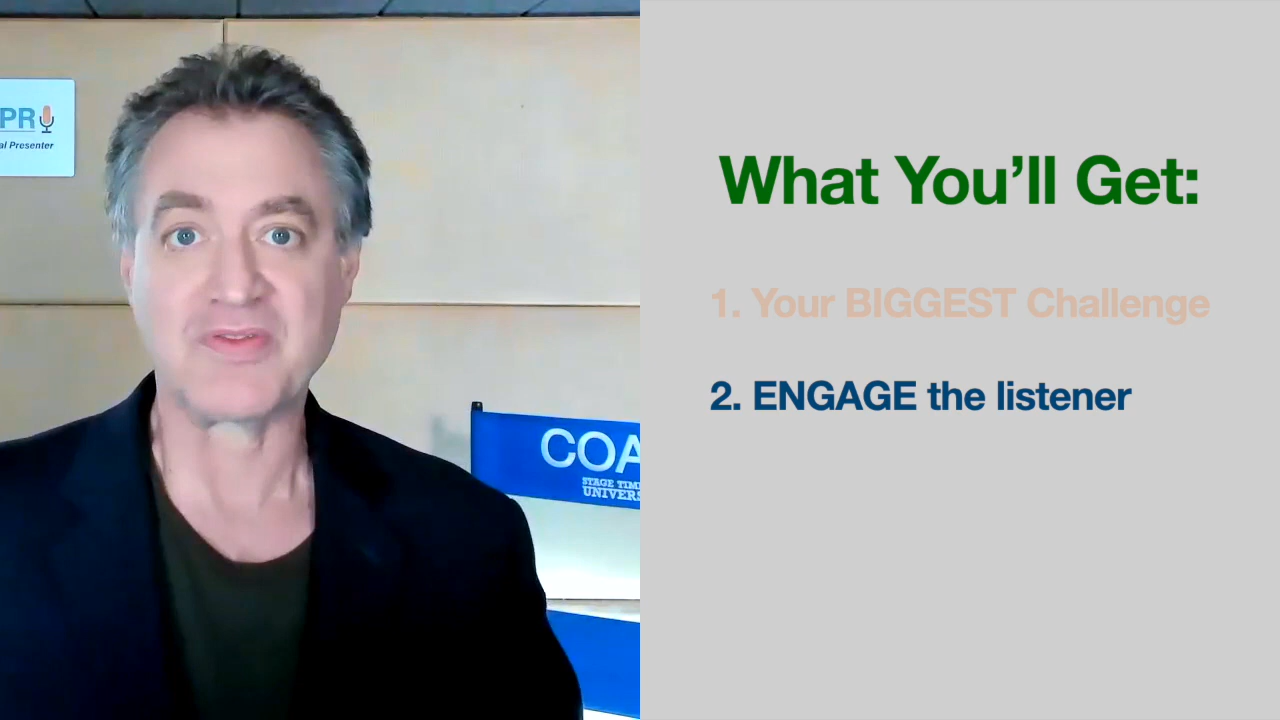 PR
al Presenter
COA
STAGE TIM
UNIVERS
What You'll Get:
1. Your BIGGEST Challenge
2. ENGAGE the listener